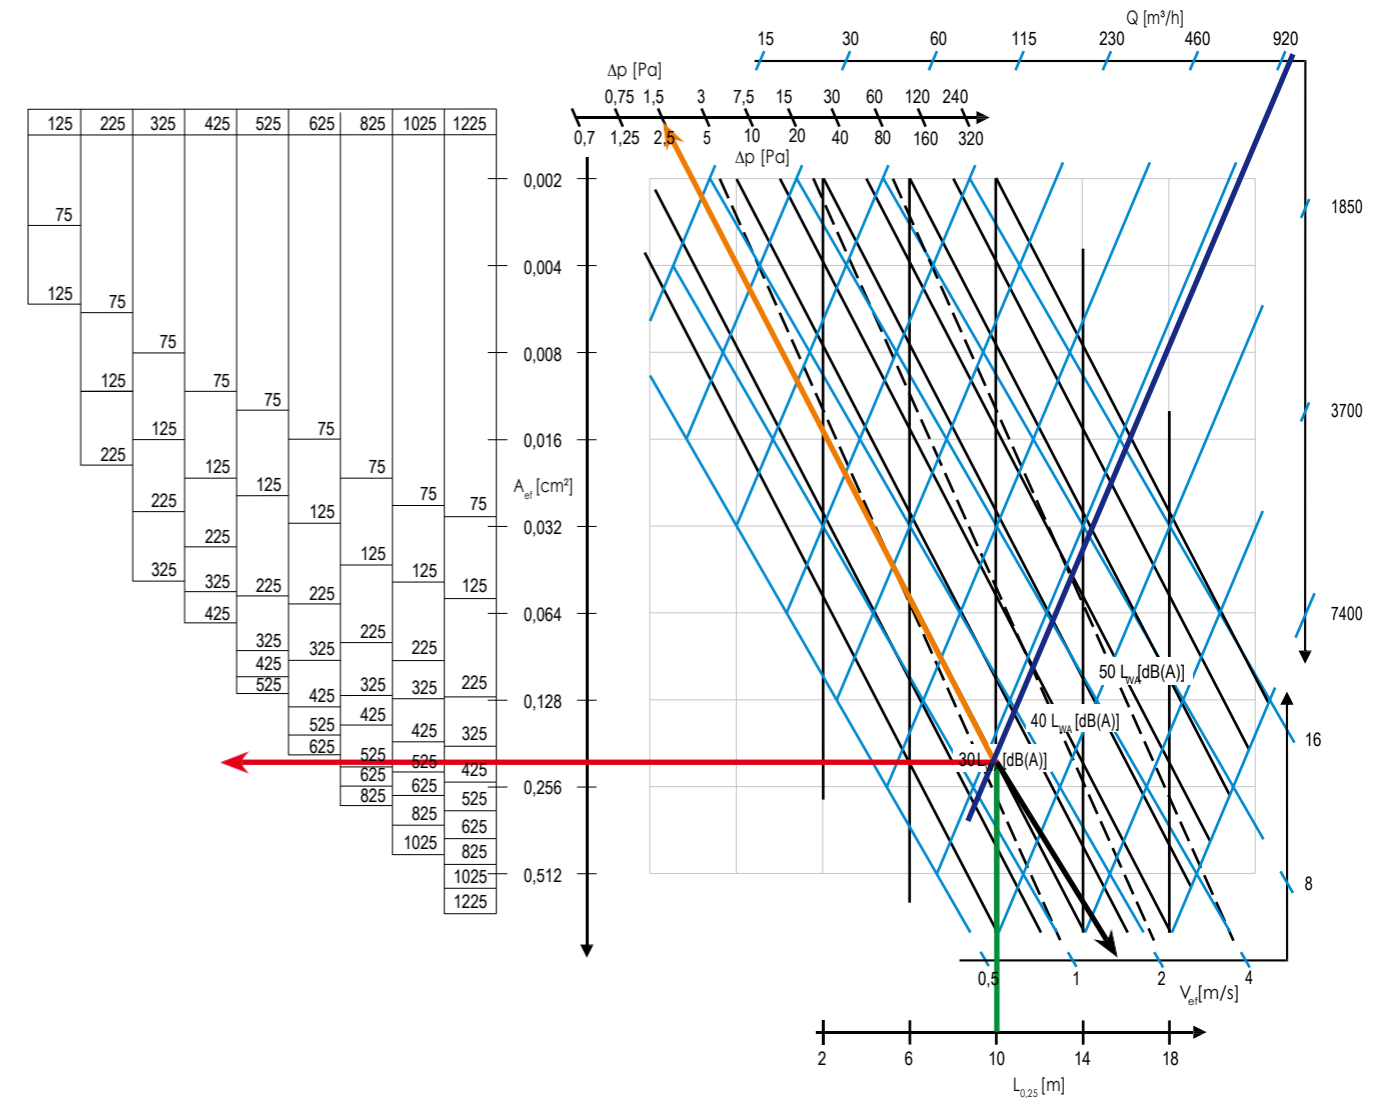 Q [m³/h]
15 30 60 115 230 460 920
Δp [Pa]
0,75 1,5 3 7,5 15 30 60 120 240
0,7 1,25 2,5 5 10 20 40 80 160 320
Δp [Pa]
125 225 325 425 525 625 825 1025 1225
0,002
1850
75
0,004
125 75
75
0,008
125 75
75
3700
125 75
0,016
225 125 75
125 75 75
A_ef [cm²]
225 125
0,032
225 125
325 125
325 225 225 125
425
0,064
7400
325 225
425 325 225
525
50 L_WA [dB(A)]
425 325 325 225
0,128
40 L_WA [dB(A)]
525 425 425 325
16
625 525 525
30 L [dB(A)]
625 625 425
0,256
825 525
825 625
1025 825
1025
0,512
8
1225
0,5 1 2 4
V_ef [m/s]
2 6 10 14 18
L_0,25 [m]